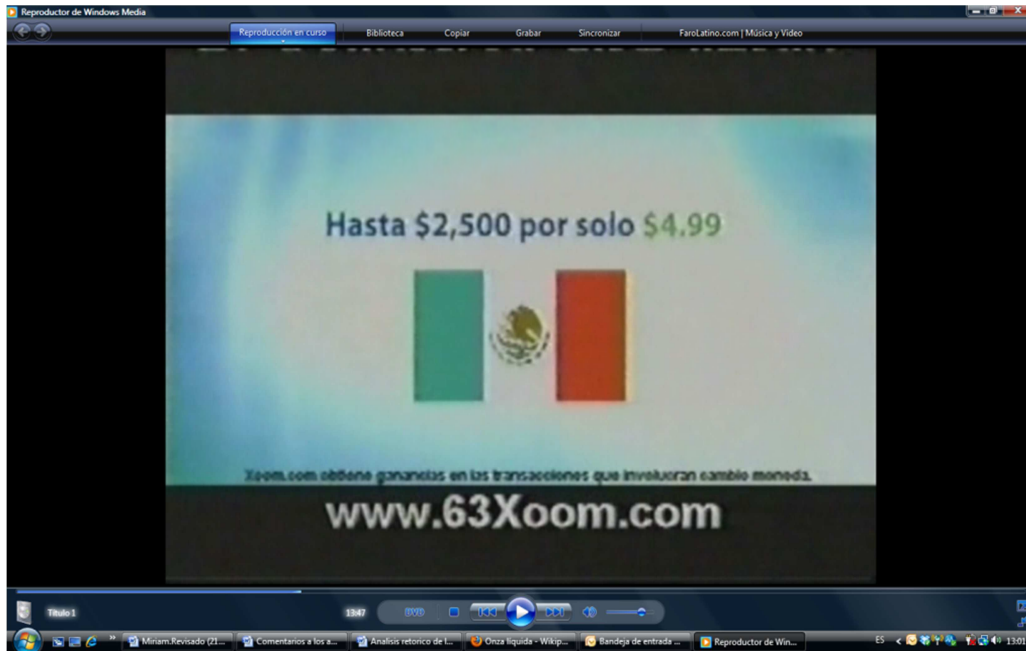 Reproductor de Windows Media
Reproducción en curso
Biblioteca
Copiar
Grabar
Sincronizar
FaroLatino.com | Música y Video
Hasta $2,500 por solo $4.99
Xoom.com obtiene ganancias en las transacciones que involucran cambio moneda.
www.63Xoom.com
Título 1
13:47
DVD
Miriam.Revisado (21...
Comentarios a los a...
Analisis retorico de l...
Onza líquida - Wikip...
Bandeja de entrada ...
Reproductor de Win...
ES
13:01